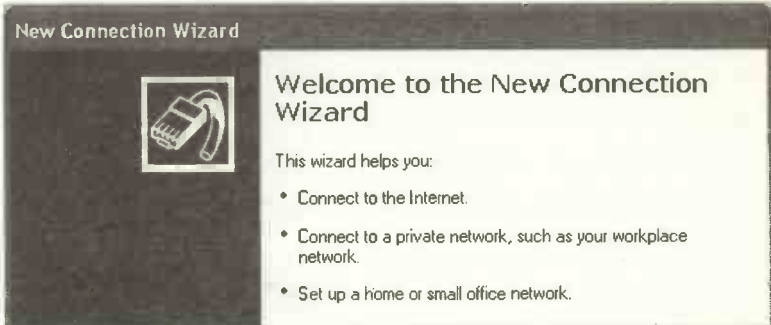 New Connection Wizard
Welcome to the New Connection
Wizard
This wizard helps you:
• Connect to the Internet.
• Connect to a private network, such as your workplace
network.
• Set up a home or small office network.